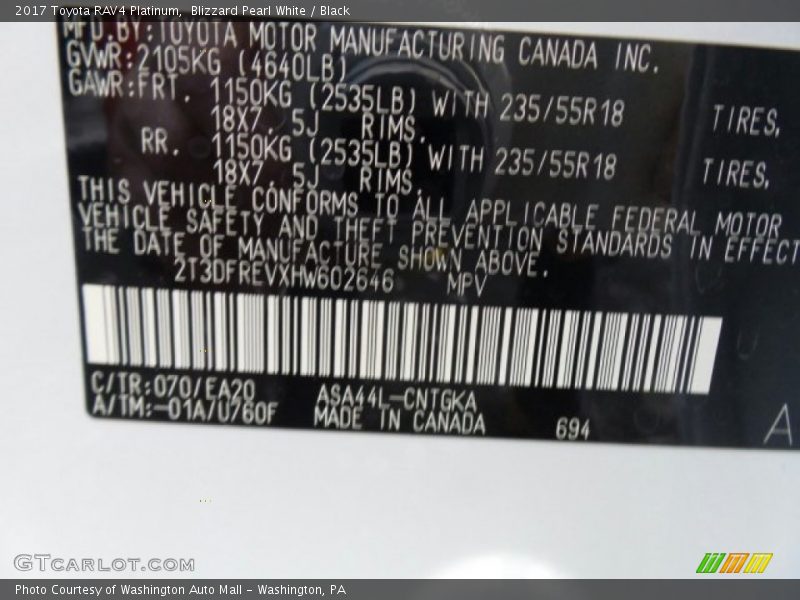 2017 Toyota RAV4 Platinum,  Blizzard Pearl White / Black
MFD.BY:TOYOTA MOTOR MANUFACTURING CANADA INC.
GVWR:2105KG (4640LB)
GAWR:FRT. 1150KG (2535LB) WITH 235/55R18 TIRES,
18X7. 5J RIMS.
RR. 1150KG (2535LB) WITH 235/55R18 TIRES,
18X7. 5J RIMS.
THIS VEHICLE CONFORMS TO ALL APPLICABLE FEDERAL MOTOR
VEHICLE SAFETY AND THEFT PREVENTION STANDARDS IN EFFECT
THE DATE OF MANUFACTURE SHOWN ABOVE.
2T3DFREVXHW602646 MPV
C/TR:070/EA20 ASA44L-CNTGKA
A/TM:-01A/0760F MADE IN CANADA 694 A
GTCARLOT.COM
Photo Courtesy of Washington Auto Mall - Washington, PA